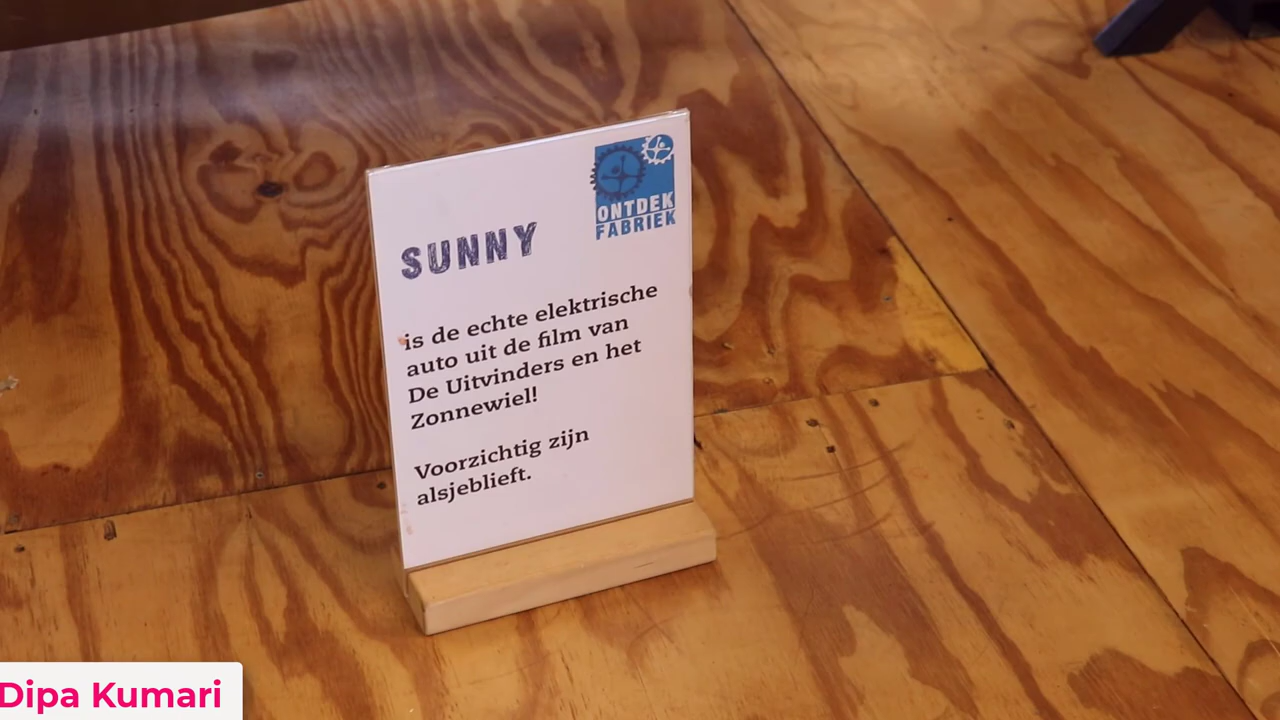 ONTDEK
FABRIEK
SUNNY
is de echte elektrische
auto uit de film van
De Uitvinders en het
Zonnewiel!
Voorzichtig zijn
alsjeblieft.
Dipa Kumari